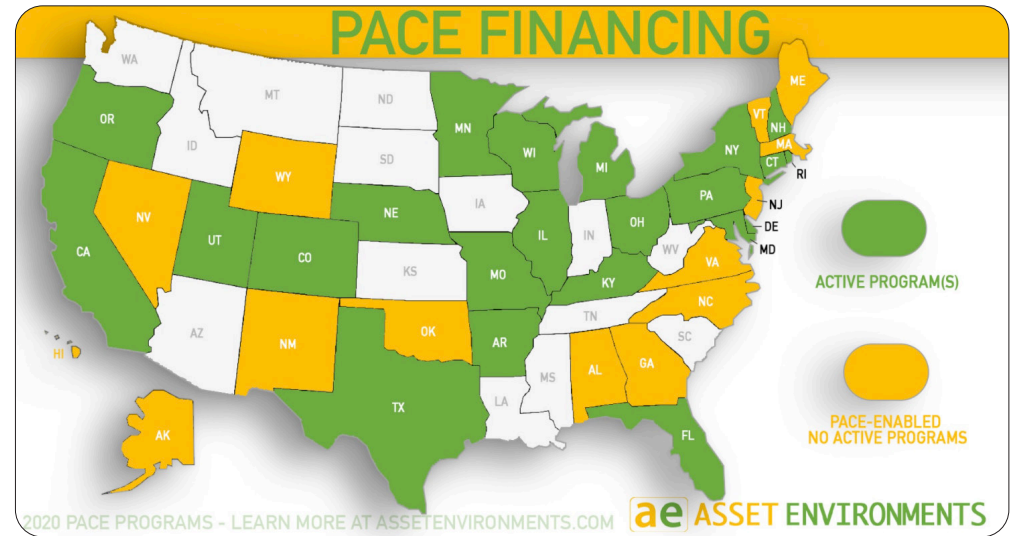 PACE FINANCING
WA
MT
ND
MN
ME
VT
NH
OR
ID
SD
WI
MI
NY
MA
CT
RI
WY
IA
PA
NJ
NV
NE
IL
IN
OH
DE
MD
CA
UT
CO
KS
MO
KY
WV
VA
ACTIVE PROGRAM(S)
AZ
NM
OK
AR
TN
NC
SC
HI
TX
LA
MS
AL
GA
AK
FL
PACE-ENABLED
NO ACTIVE PROGRAMS
2020 PACE PROGRAMS - LEARN MORE AT ASSETENVIRONMENTS.COM
ae ASSET ENVIRONMENTS